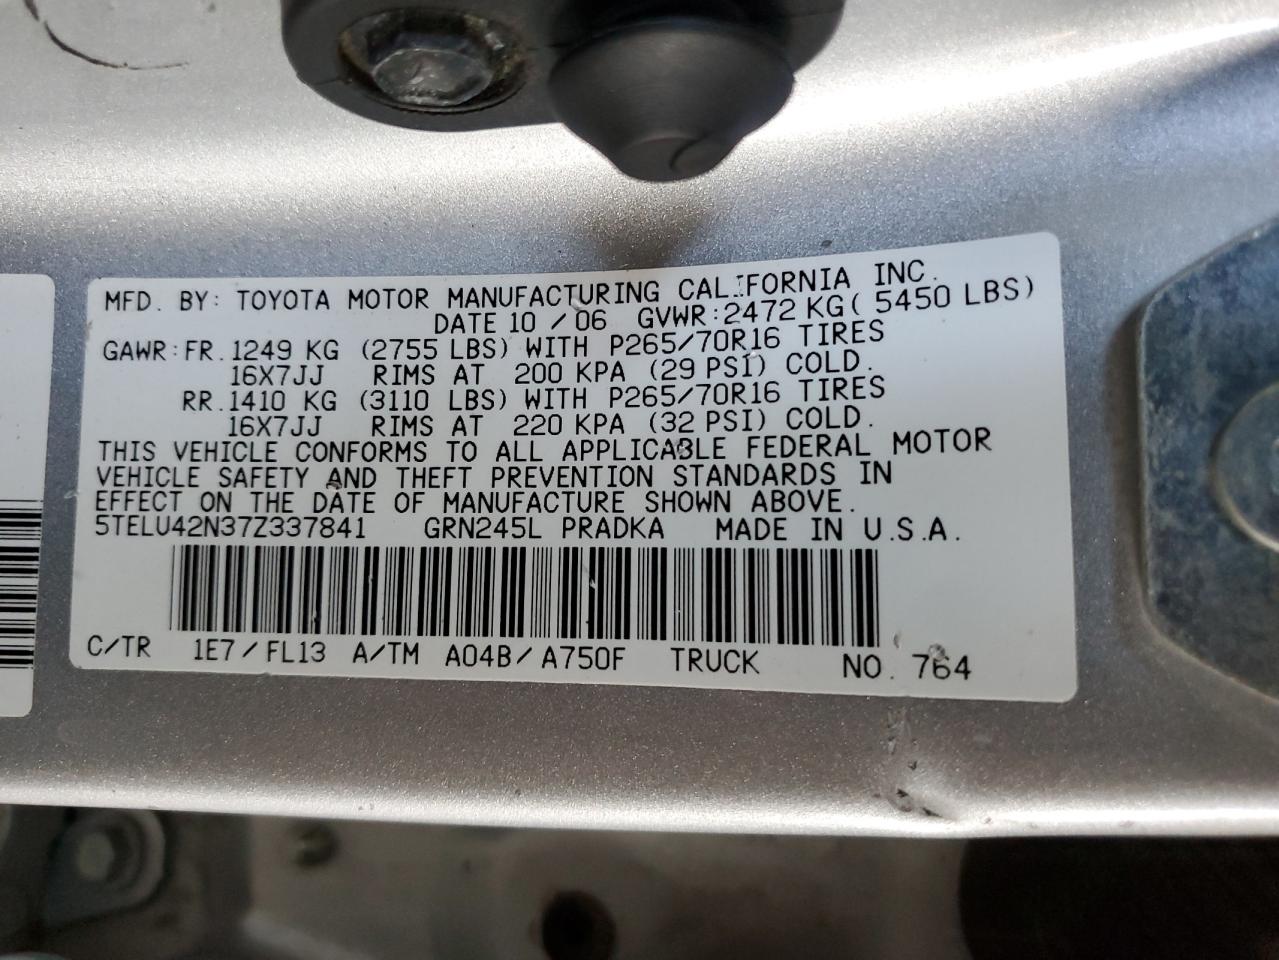 MFD. BY: TOYOTA MOTOR MANUFACTURING CALIFORNIA INC.
DATE 10 / 06 GVWR:2472 KG( 5450 LBS)
GAWR:FR.1249 KG (2755 LBS) WITH P265/70R16 TIRES
16X7JJ RIMS AT 200 KPA (29 PSI) COLD.
RR.1410 KG (3110 LBS) WITH P265/70R16 TIRES
16X7JJ RIMS AT 220 KPA (32 PSI) COLD.
THIS VEHICLE CONFORMS TO ALL APPLICABLE FEDERAL MOTOR
VEHICLE SAFETY AND THEFT PREVENTION STANDARDS IN
EFFECT ON THE DATE OF MANUFACTURE SHOWN ABOVE.
5TELU42N37Z337841 GRN245L PRADKA MADE IN U.S.A.
C/TR 1E7/FL13 A/TM A04B/A750F TRUCK NO. 764